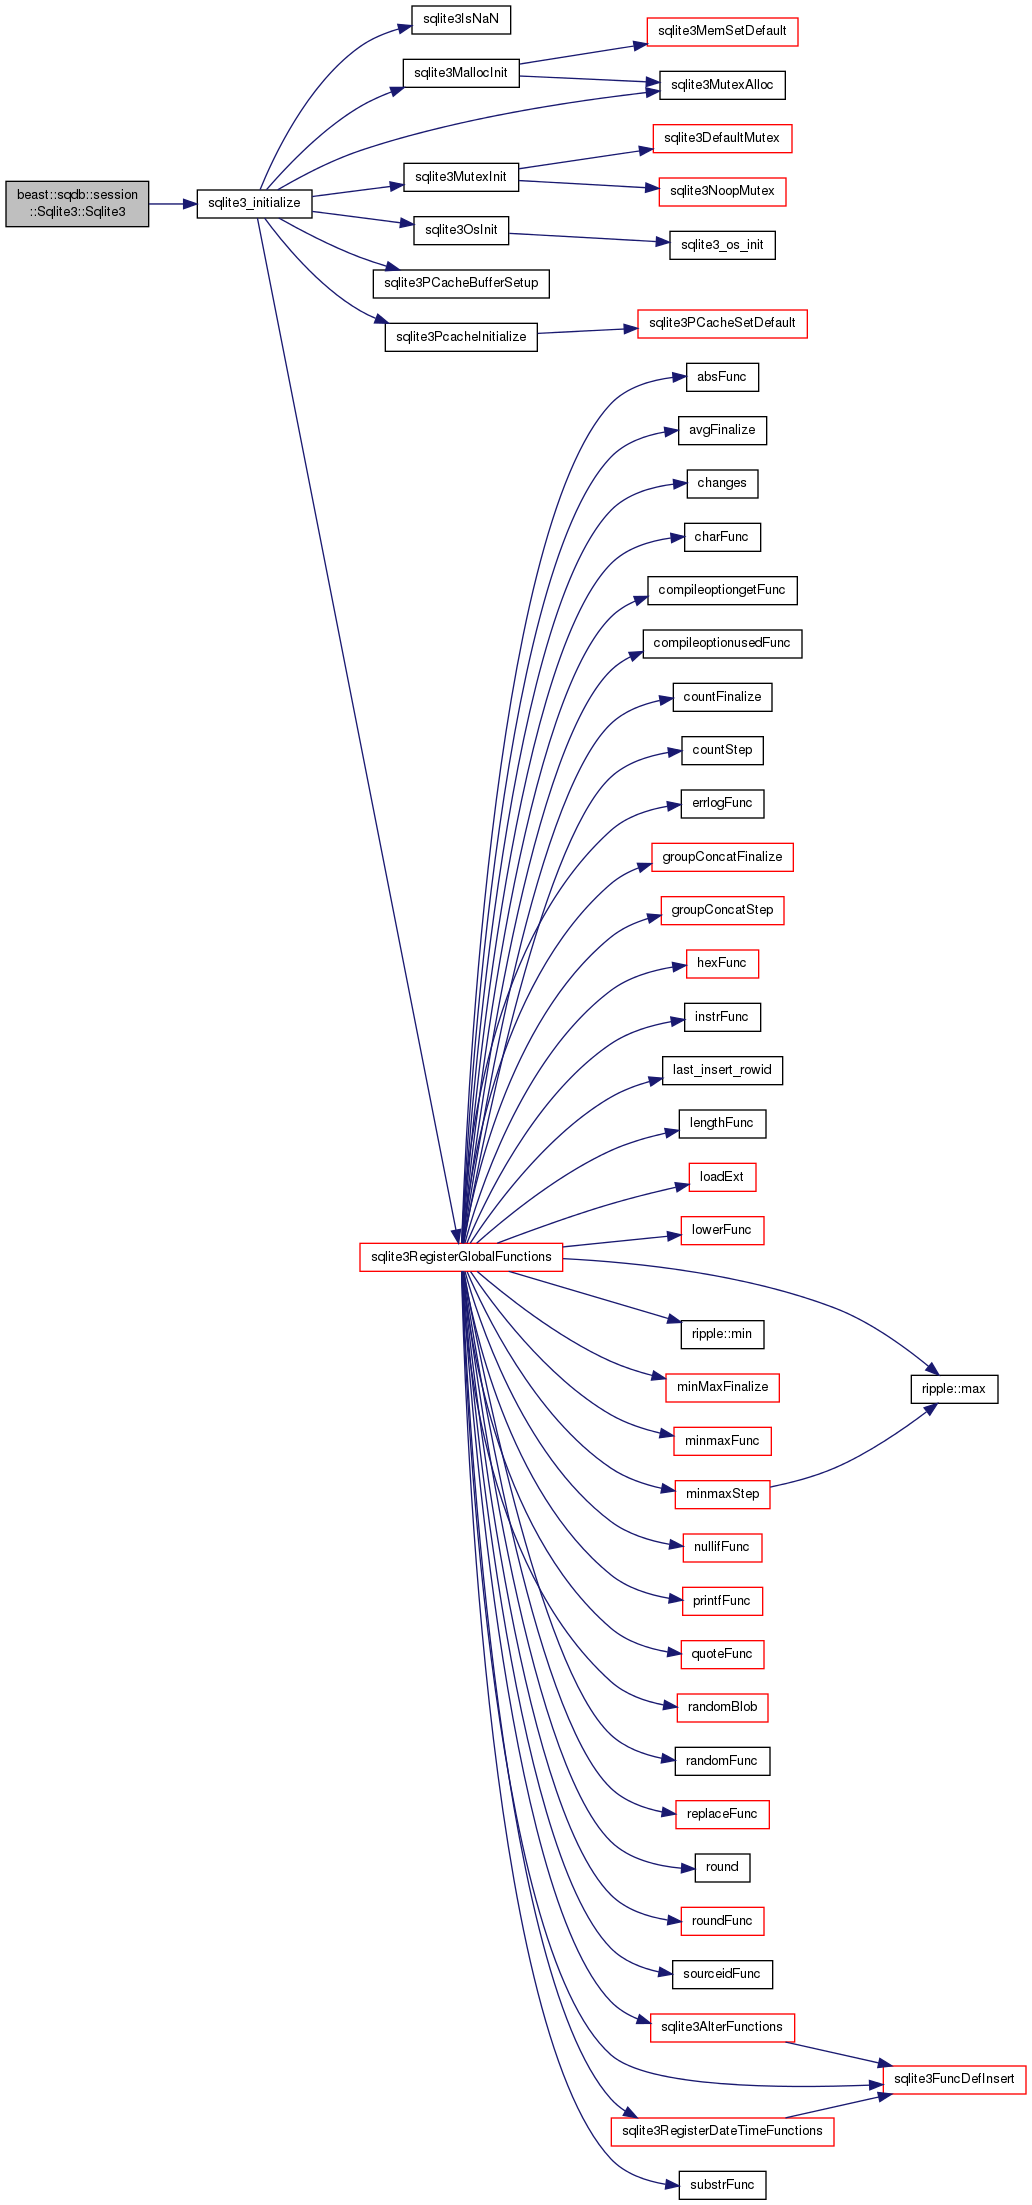 sqlite3IsNaN
sqlite3MemSetDefault
sqlite3MallocInit
sqlite3MutexAlloc
sqlite3DefaultMutex
sqlite3MutexInit
sqlite3NoopMutex
beast::sqdb::session
::Sqlite3::Sqlite3
sqlite3_initialize
sqlite3OsInit
sqlite3_os_init
sqlite3PCacheBufferSetup
sqlite3PcacheInitialize
sqlite3PCacheSetDefault
absFunc
avgFinalize
changes
charFunc
compileoptiongetFunc
compileoptionusedFunc
countFinalize
countStep
errlogFunc
groupConcatFinalize
groupConcatStep
hexFunc
instrFunc
last_insert_rowid
lengthFunc
loadExt
lowerFunc
sqlite3RegisterGlobalFunctions
ripple::min
minMaxFinalize
ripple::max
minmaxFunc
minmaxStep
nullifFunc
printfFunc
quoteFunc
randomBlob
randomFunc
replaceFunc
round
roundFunc
sourceidFunc
sqlite3AlterFunctions
sqlite3FuncDefInsert
sqlite3RegisterDateTimeFunctions
substrFunc